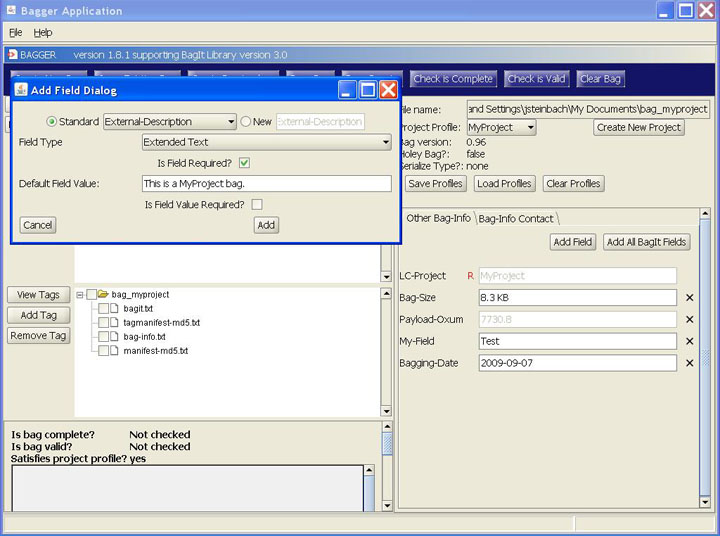 Bagger Application
File Help
BAGGER version 1.8.1 supporting BagIt Library version 3.0
Check is Complete Check is Valid Clear Bag
Add Field Dialog
Standard External-Description New External-Description
Field Type Extended Text
Is Field Required?
Default Field Value: This is a MyProject bag.
Is Field Value Required?
Cancel Add
ile name: and Settings\jsteinbach\My Documents\bag_myproject
Project Profile: MyProject Create New Project
Bag version: 0.96
Holey Bag?: false
Serialize Type?: none
Save Profiles Load Profiles Clear Profiles
Other Bag-Info Bag-Info Contact
Add Field Add All BagIt Fields
LC-Project R MyProject
Bag-Size 8.3 KB
Payload-Oxum 7730.8
My-Field Test
Bagging-Date 2009-09-07
View Tags
Add Tag
Remove Tag
bag_myproject
bagit.txt
tagmanifest-md5.txt
bag-info.txt
manifest-md5.txt
Is bag complete? Not checked
Is bag valid? Not checked
Satisfies project profile? yes